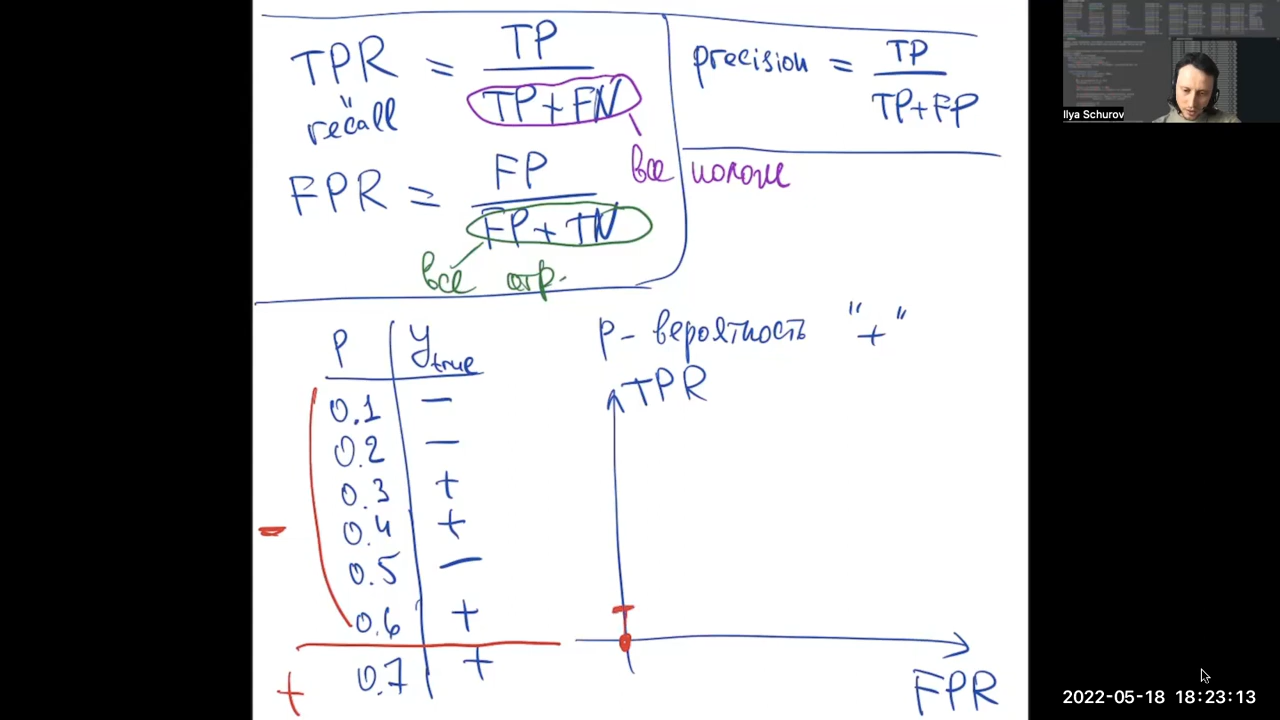 TPR = TP / TP + FN
"
recall
все полож
FPR = FP / FP + TN
все отр.
precision = TP / TP+FP
P y true
0.1 −
0.2 −
0.3 +
0.4 +
0.5 −
0.6 +
0.7 +
−
+
P - вероятность "+"
TPR
FPR
Ilya Schurov
2022-05-18 18:23:13